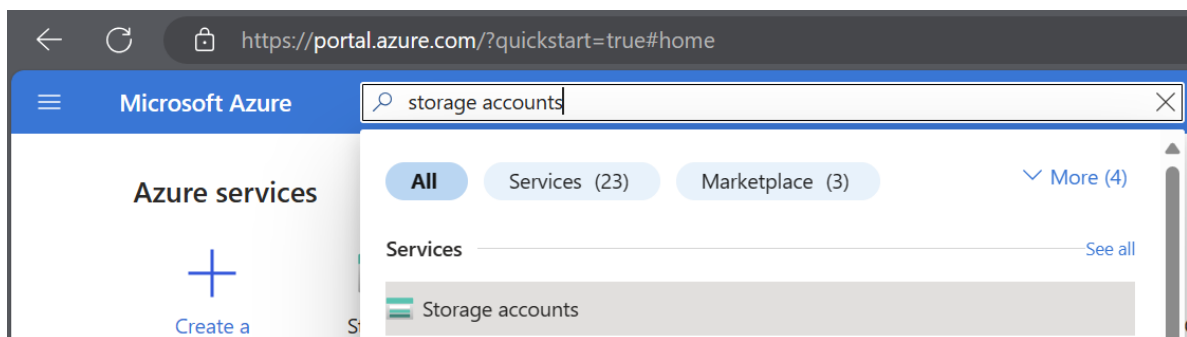 https://portal.azure.com/?quickstart=true#home
Microsoft Azure
storage accounts
All
Services (23)
Marketplace (3)
More (4)
Azure services
Services
See all
Storage accounts
Create a